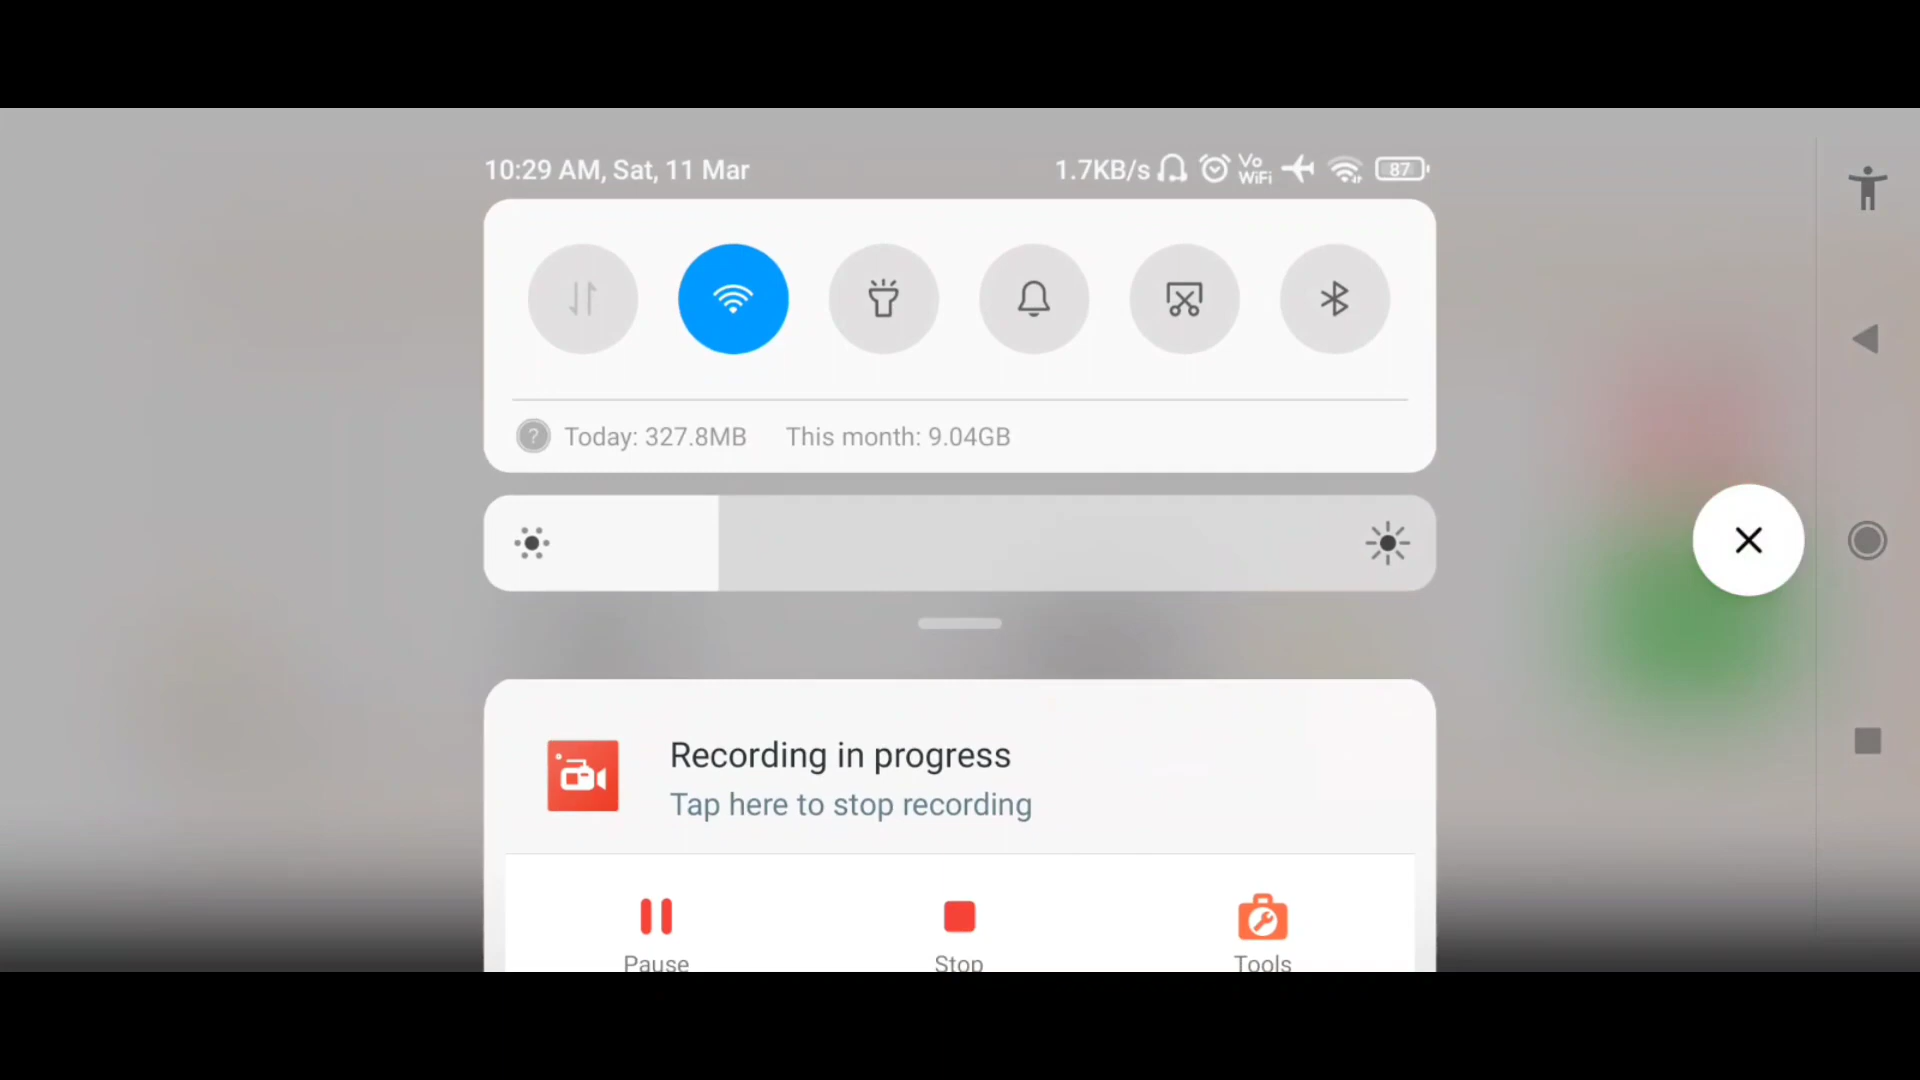 10:29 AM, Sat, 11 Mar 1.7KB/s Vo WiFi 87
? Today: 327.8MB This month: 9.04GB
Recording in progress
Tap here to stop recording
Pause Stop Tools